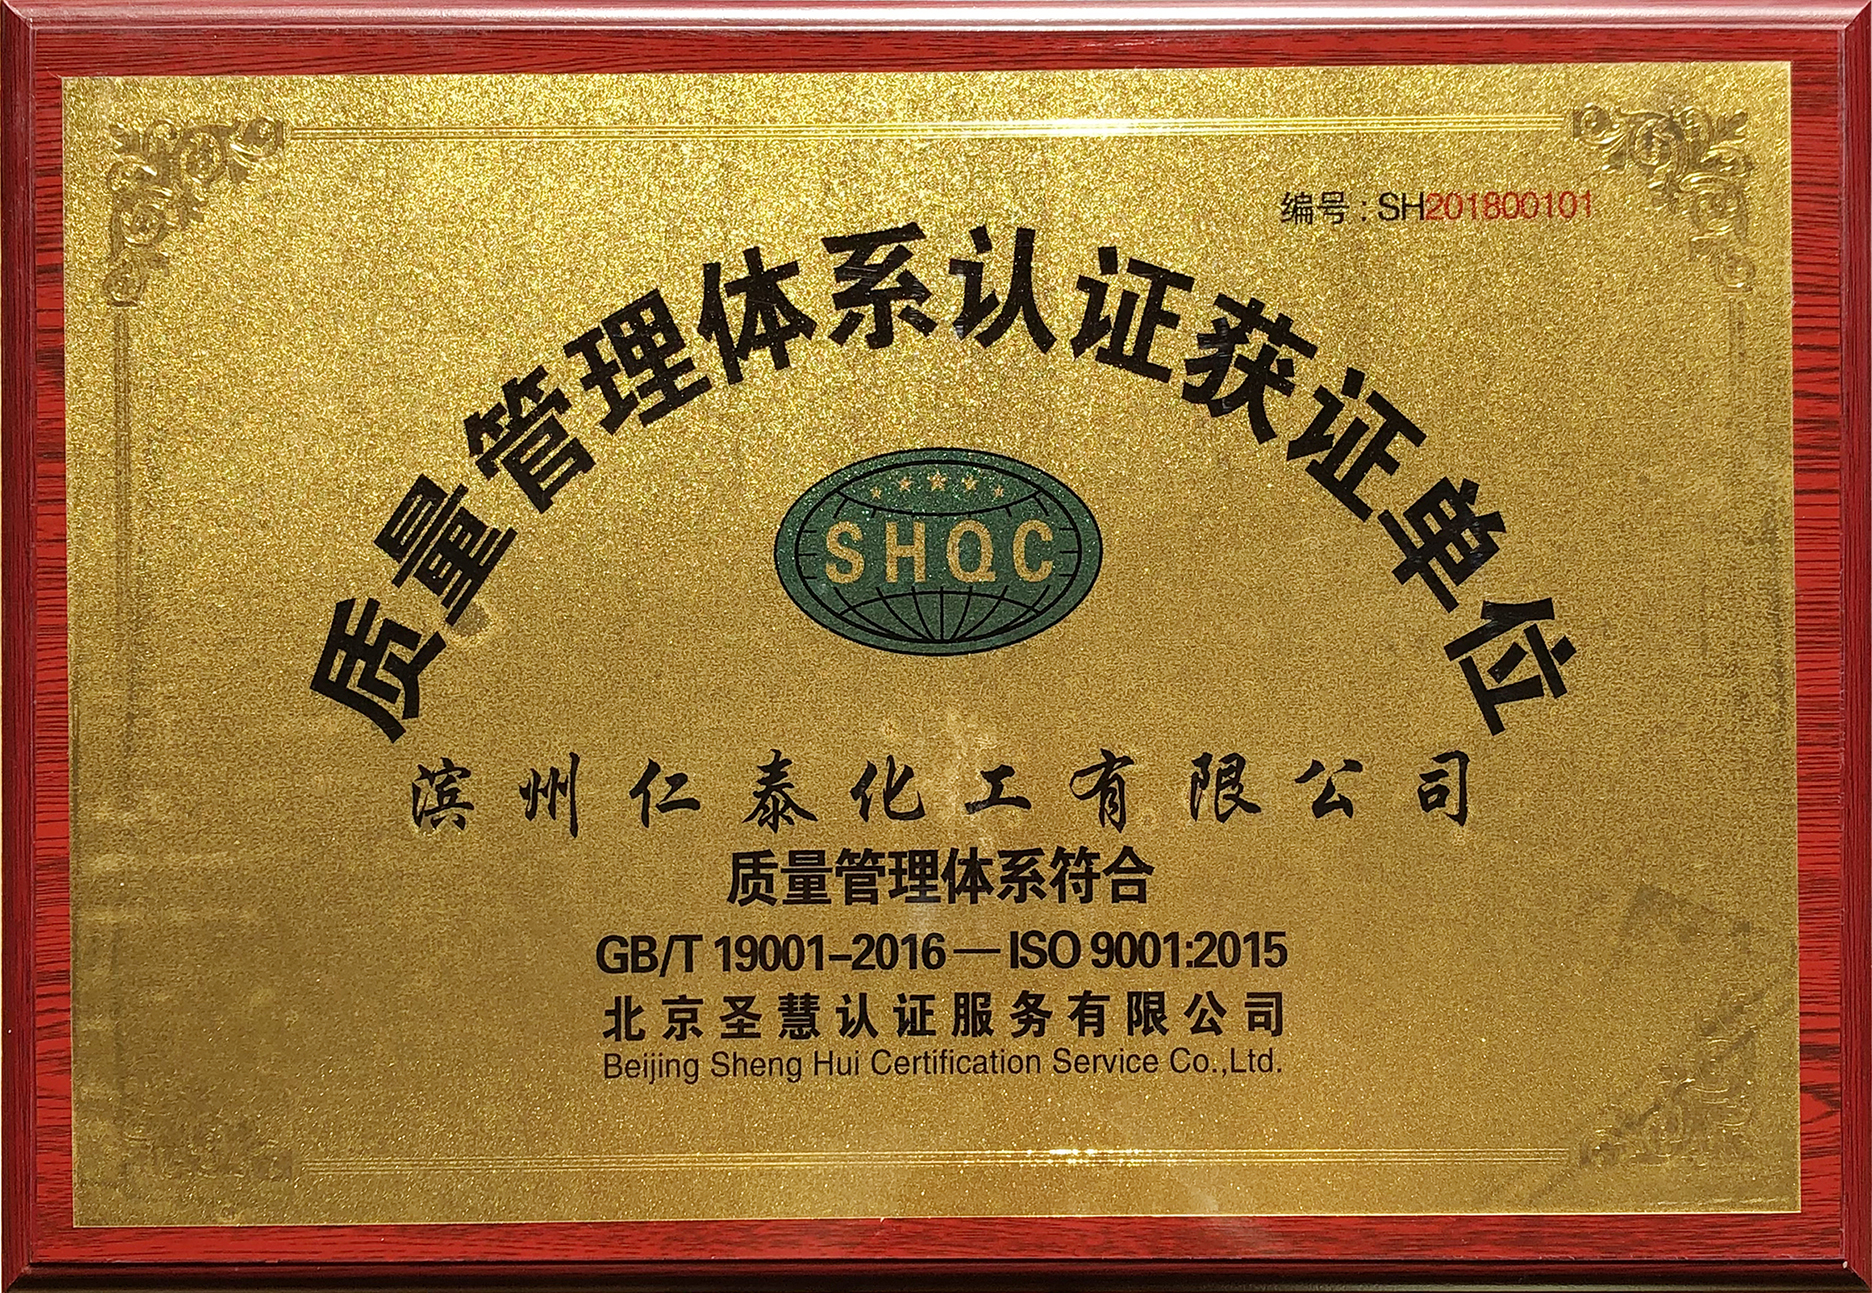 编号：SH201800101
质量管理体系认证获证单位
SHQC
滨州仁泰化工有限公司
质量管理体系符合
GB/T 19001-2016—ISO 9001:2015
北京圣慧认证服务有限公司
Beijing Sheng Hui Certification Service Co.,Ltd.